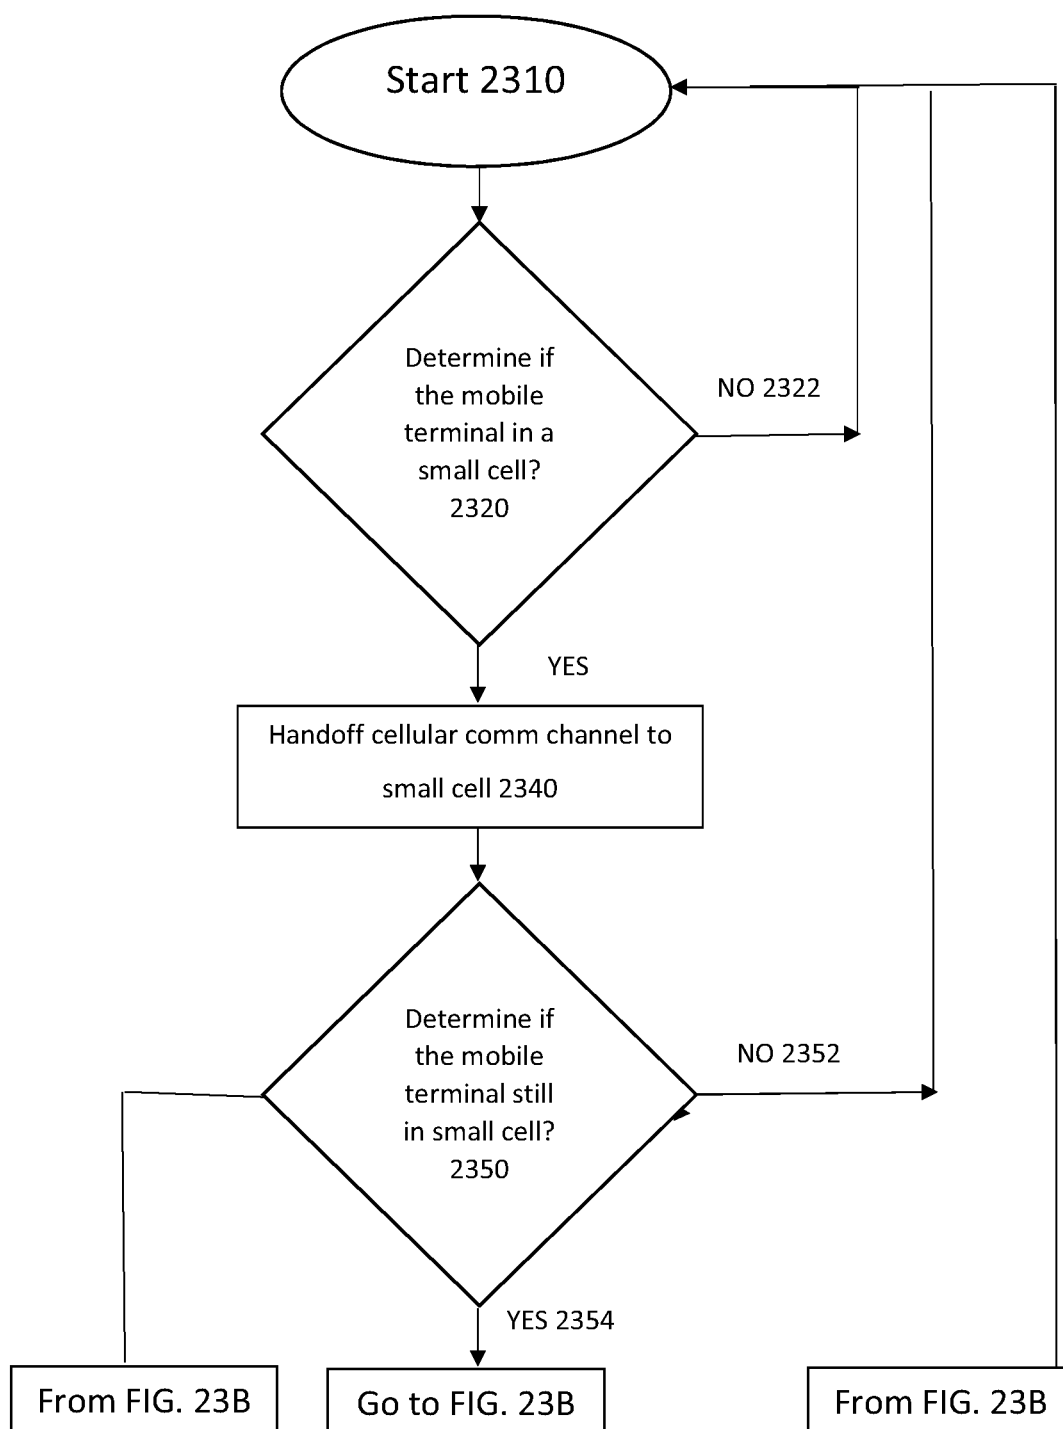 Start 2310
Determine if
the mobile
terminal in a
small cell?
2320
NO 2322
YES
Handoff cellular comm channel to
small cell 2340
Determine if
the mobile
terminal still
in small cell?
2350
NO 2352
YES 2354
From FIG. 23B
Go to FIG. 23B
From FIG. 23B